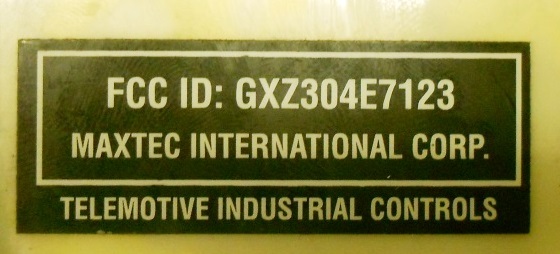 FCC ID: GXZ304E7123
MAXTEC INTERNATIONAL CORP.
TELEMOTIVE INDUSTRIAL CONTROLS